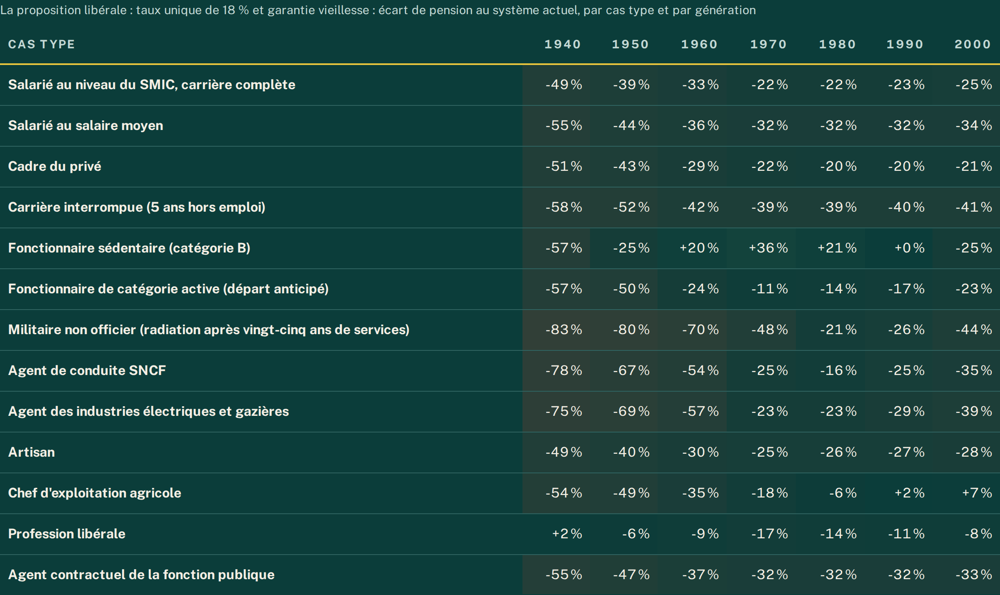 La proposition libérale : taux unique de 18 % et garantie vieillesse : écart de pension au système actuel, par cas type et par génération
CAS TYPE 1940 1950 1960 1970 1980 1990 2000
Salarié au niveau du SMIC, carrière complète -49 % -39 % -33 % -22 % -22 % -23 % -25 %
Salarié au salaire moyen -55 % -44 % -36 % -32 % -32 % -32 % -34 %
Cadre du privé -51 % -43 % -29 % -22 % -20 % -20 % -21 %
Carrière interrompue (5 ans hors emploi) -58 % -52 % -42 % -39 % -39 % -40 % -41 %
Fonctionnaire sédentaire (catégorie B) -57 % -25 % +20 % +36 % +21 % +0 % -25 %
Fonctionnaire de catégorie active (départ anticipé) -57 % -50 % -24 % -11 % -14 % -17 % -23 %
Militaire non officier (radiation après vingt-cinq ans de services) -83 % -80 % -70 % -48 % -21 % -26 % -44 %
Agent de conduite SNCF -78 % -67 % -54 % -25 % -16 % -25 % -35 %
Agent des industries électriques et gazières -75 % -69 % -57 % -23 % -23 % -29 % -39 %
Artisan -49 % -40 % -30 % -25 % -26 % -27 % -28 %
Chef d'exploitation agricole -54 % -49 % -35 % -18 % -6 % +2 % +7 %
Profession libérale +2 % -6 % -9 % -17 % -14 % -11 % -8 %
Agent contractuel de la fonction publique -55 % -47 % -37 % -32 % -32 % -32 % -33 %